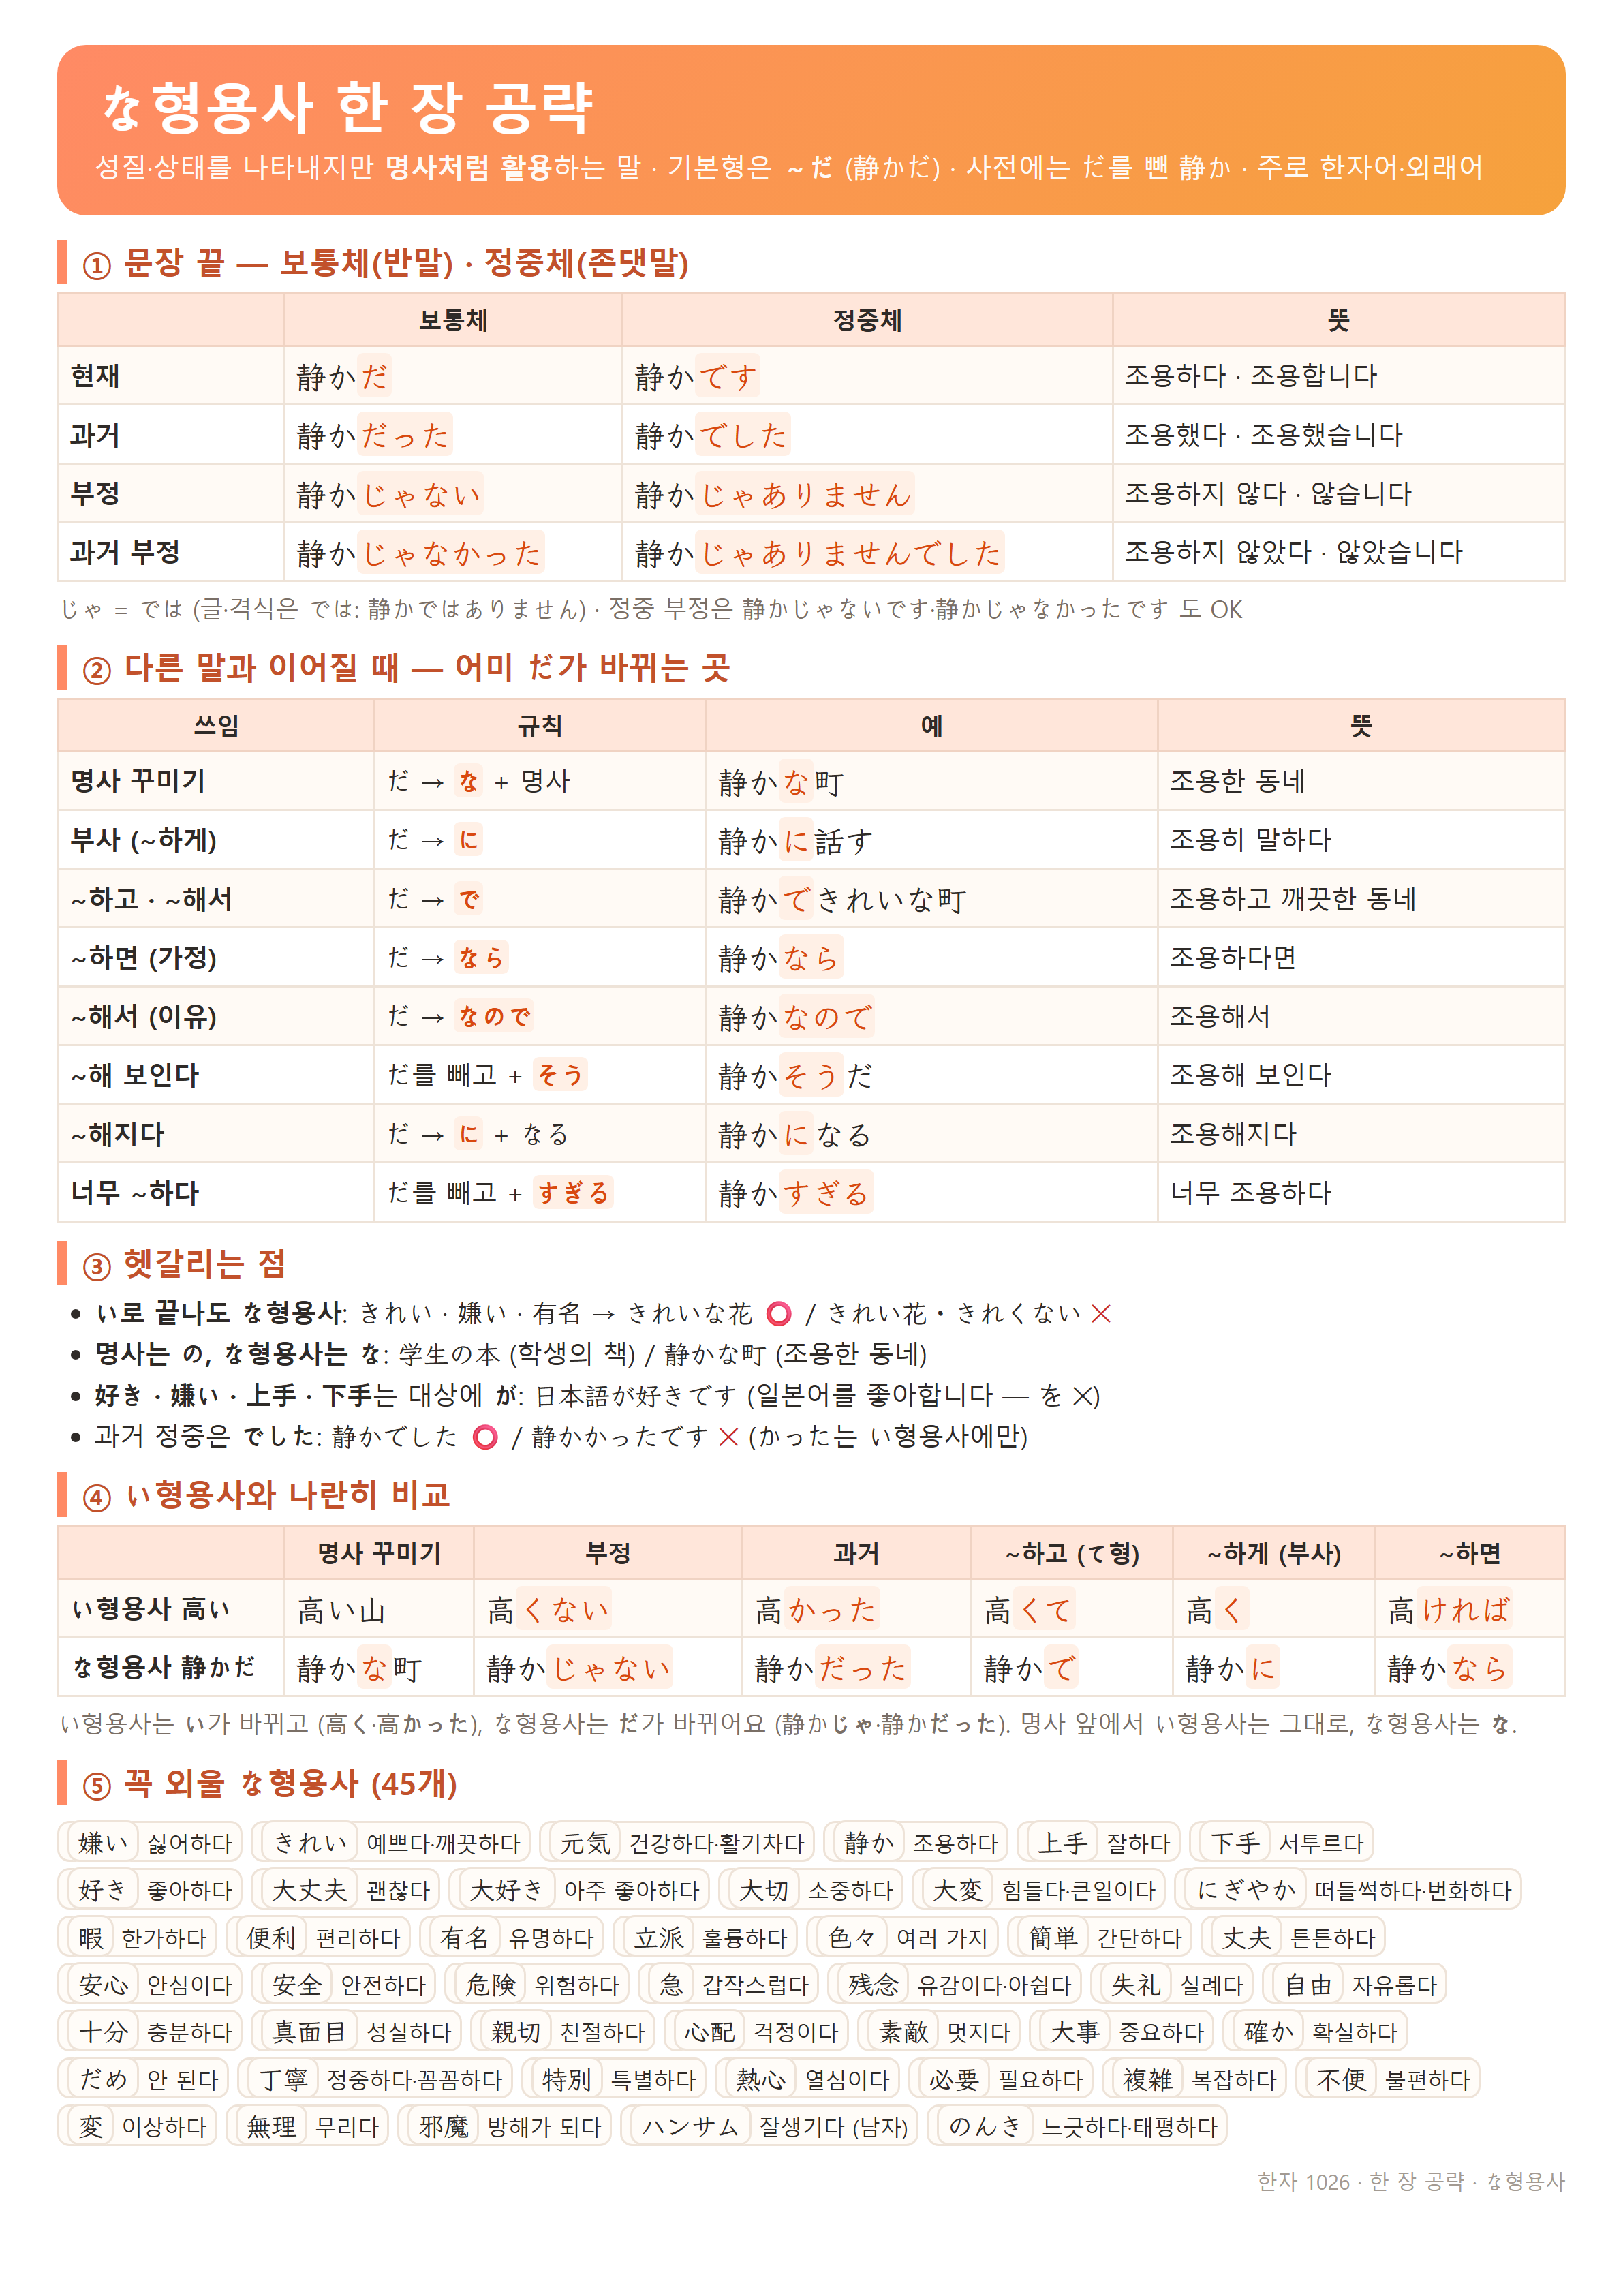 な형용사 한 장 공략
성질·상태를 나타내지만 명사처럼 활용하는 말 · 기본형은 ~だ (静かだ) · 사전에는 だ를 뺀 静か · 주로 한자어·외래어
① 문장 끝 — 보통체(반말) · 정중체(존댓말)
보통체 정중체 뜻
현재 静かだ 静かです 조용하다 · 조용합니다
과거 静かだった 静かでした 조용했다 · 조용했습니다
부정 静かじゃない 静かじゃありません 조용하지 않다 · 않습니다
과거 부정 静かじゃなかった 静かじゃありませんでした 조용하지 않았다 · 않았습니다
じゃ = では (글·격식은 では: 静かではありません) · 정중 부정은 静かじゃないです·静かじゃなかったです 도 OK
② 다른 말과 이어질 때 — 어미 だ가 바뀌는 곳
쓰임 규칙 예 뜻
명사 꾸미기 だ → な + 명사 静かな町 조용한 동네
부사 (~하게) だ → に 静かに話す 조용히 말하다
~하고 · ~해서 だ → で 静かできれいな町 조용하고 깨끗한 동네
~하면 (가정) だ → なら 静かなら 조용하다면
~해서 (이유) だ → なので 静かなので 조용해서
~해 보인다 だ를 빼고 + そう 静かそうだ 조용해 보인다
~해지다 だ → に + なる 静かになる 조용해지다
너무 ~하다 だ를 빼고 + すぎる 静かすぎる 너무 조용하다
③ 헷갈리는 점
• い로 끝나도 な형용사: きれい · 嫌い · 有名 → きれいな花 ⭕ / きれい花・きれくない ✕
• 명사는 の, な형용사는 な: 学生の本 (학생의 책) / 静かな町 (조용한 동네)
• 好き · 嫌い · 上手 · 下手는 대상에 が: 日本語が好きです (일본어를 좋아합니다 — を ✕)
• 과거 정중은 でした: 静かでした ⭕ / 静かかったです ✕ (かった는 い형용사에만)
④ い형용사와 나란히 비교
명사 꾸미기 부정 과거 ~하고 (て형) ~하게 (부사) ~하면
い형용사 高い 高い山 高くない 高かった 高くて 高く 高ければ
な형용사 静かだ 静かな町 静かじゃない 静かだった 静かで 静かに 静かなら
い형용사는 い가 바뀌고 (高く·高かった), な형용사는 だ가 바뀌어요 (静かじゃ·静かだった). 명사 앞에서 い형용사는 그대로, な형용사는 な.
⑤ 꼭 외울 な형용사 (45개)
嫌い 싫어하다 きれい 예쁘다·깨끗하다 元気 건강하다·활기차다 静か 조용하다 上手 잘하다 下手 서투르다
好き 좋아하다 大丈夫 괜찮다 大好き 아주 좋아하다 大切 소중하다 大変 힘들다·큰일이다 にぎやか 떠들썩하다·번화하다
暇 한가하다 便利 편리하다 有名 유명하다 立派 훌륭하다 色々 여러 가지 簡単 간단하다 丈夫 튼튼하다
安心 안심이다 安全 안전하다 危険 위험하다 急 갑작스럽다 残念 유감이다·아쉽다 失礼 실례다 自由 자유롭다
十分 충분하다 真面目 성실하다 親切 친절하다 心配 걱정이다 素敵 멋지다 大事 중요하다 確か 확실하다
だめ 안 된다 丁寧 정중하다·꼼꼼하다 特別 특별하다 熱心 열심이다 必要 필요하다 複雑 복잡하다 不便 불편하다
変 이상하다 無理 무리다 邪魔 방해가 되다 ハンサム 잘생기다 (남자) のんき 느긋하다·태평하다
한자 1026 · 한 장 공략 · な형용사